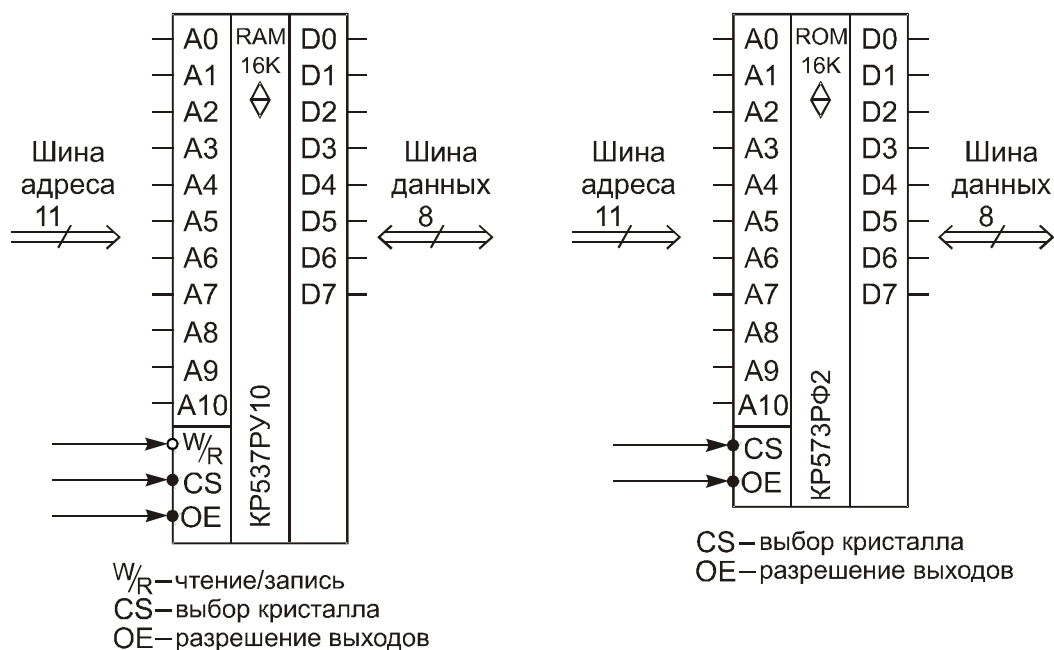 A0 RAM D0
A1 16K D1
A2 D2
A3 D3
A4 D4
A5 D5
A6 D6
A7 D7
A8
A9
A10
W/R
CS
OE
КР537РУ10
Шина
адреса
11
Шина
данных
8
W/R – чтение/запись
CS – выбор кристалла
OE – разрешение выходов
A0 ROM D0
A1 16K D1
A2 D2
A3 D3
A4 D4
A5 D5
A6 D6
A7 D7
A8
A9
A10
CS
OE
КР573РФ2
Шина
адреса
11
Шина
данных
8
CS – выбор кристалла
OE – разрешение выходов